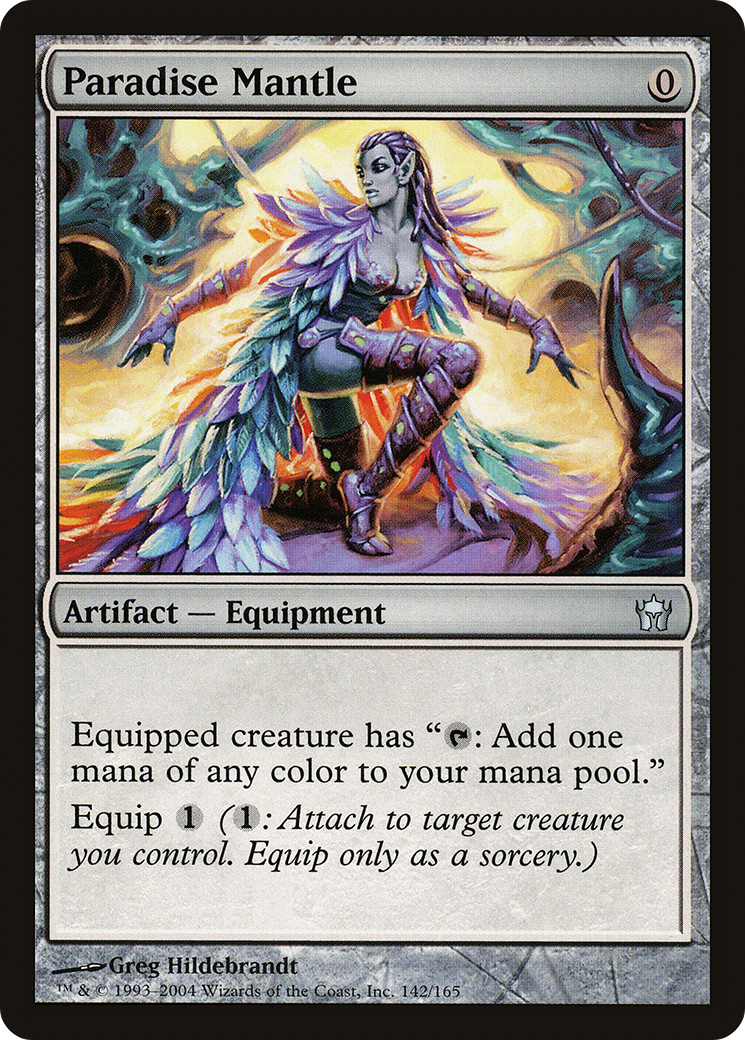 Paradise Mantle 0
Artifact — Equipment
Equipped creature has “: Add one
mana of any color to your mana pool.”
Equip 1 (1: Attach to target creature
you control. Equip only as a sorcery.)
Greg Hildebrandt
™ & © 1993–2004 Wizards of the Coast, Inc. 142/165